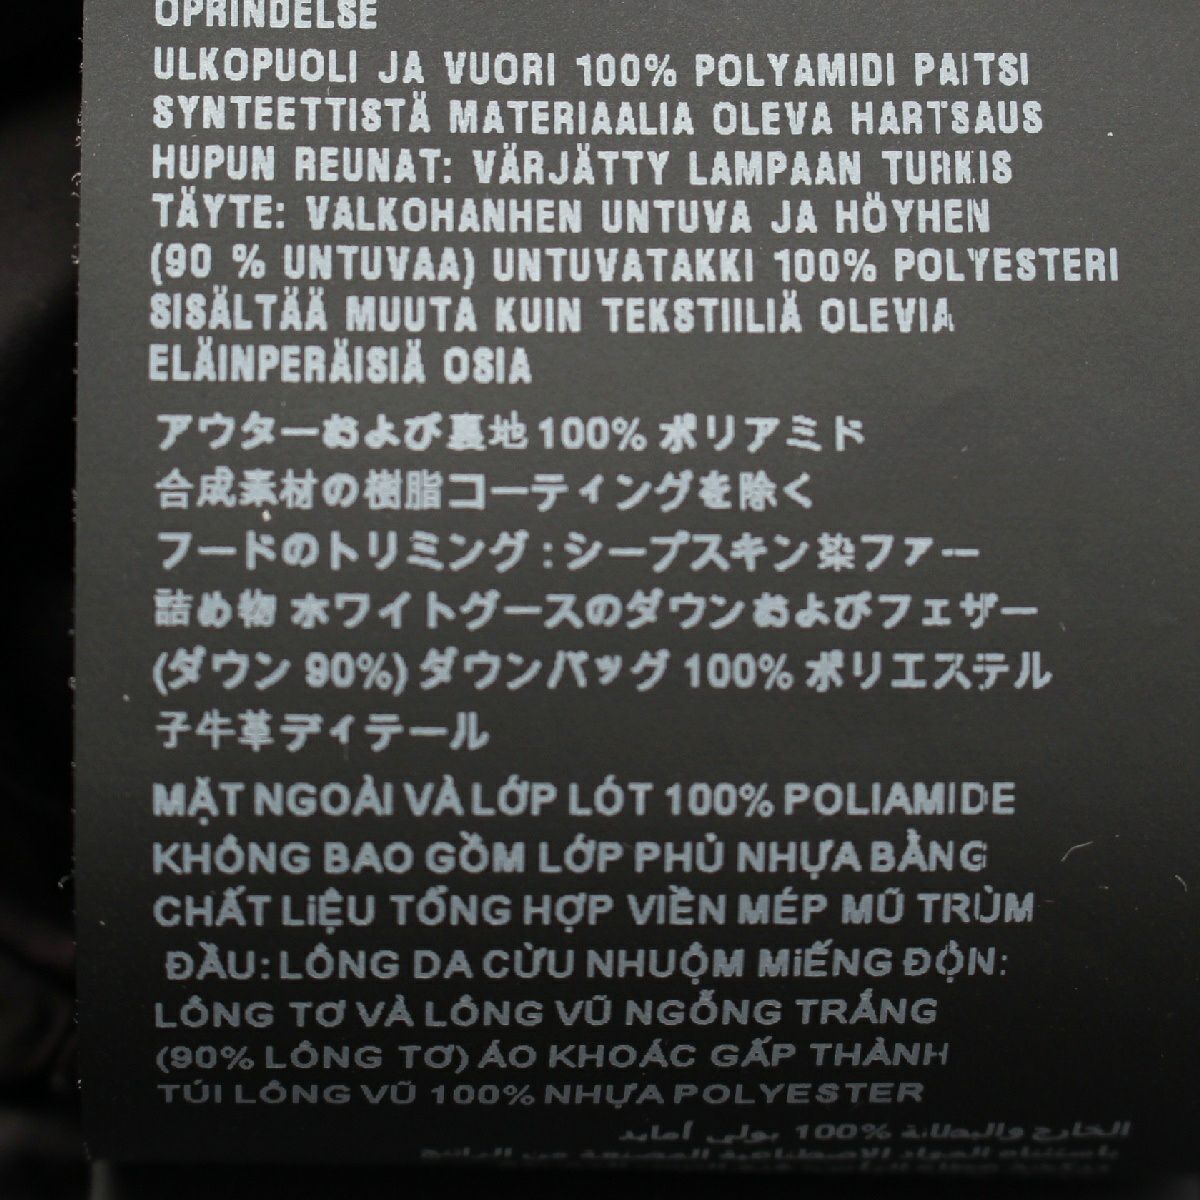 OPRINDELSE
ULKOPUOLI JA VUORI 100% POLYAMIDI PAITSI
SYNTEETTISTÄ MATERIAALIA OLEVA HARTSAUS
HUPUN REUNAT: VÄRJÄTTY LAMPAAN TURKIS
TÄYTE: VALKOHANHEN UNTUVA JA HÖYHEN
(90 % UNTUVAA) UNTUVATAKKI 100% POLYESTERI
SISÄLTÄÄ MUUTA KUIN TEKSTIILIÄ OLEVIA
ELÄINPERÄISIÄ OSIA
アウターおよび裏地 100% ポリアミド
合成素材の樹脂コーティングを除く
フードのトリミング : シープスキン染ファー
詰め物 ホワイトグースのダウンおよびフェザー
(ダウン 90%) ダウンバッグ 100% ポリエステル
子牛革ディテール
MẶT NGOÀI VÀ LỚP LÓT 100% POLIAMIDE
KHÔNG BAO GỒM LỚP PHỦ NHỰA BẰNG
CHẤT LIỆU TỔNG HỢP VIỀN MÉP MŨ TRÙM
ĐẦU: LÔNG DA CỪU NHUỘM MIẾNG ĐỘN:
LÔNG TƠ VÀ LÔNG VŨ NGỖNG TRẮNG
(90% LÔNG TƠ) ÁO KHOÁC GẤP THÀNH
TÚI LÔNG VŨ 100% NHỰA POLYESTER
الخارج والبطانة 100% بولي أمايد